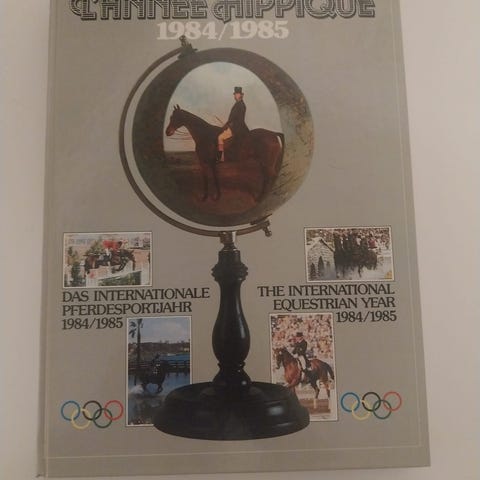 L'ANNÉE HIPPIQUE
1984/1985
DAS INTERNATIONALE
PFERDESPORTJAHR
1984/1985
THE INTERNATIONAL
EQUESTRIAN YEAR
1984/1985